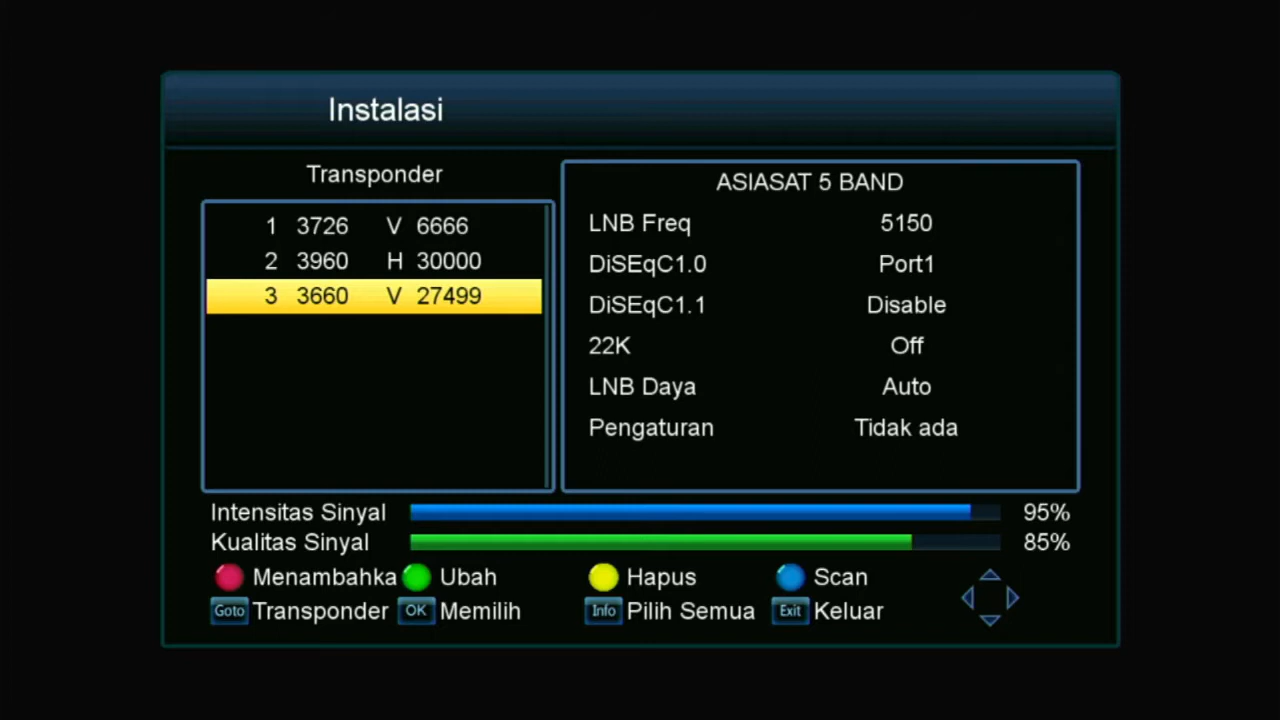 Instalasi
Transponder
1 3726 V 6666
2 3960 H 30000
3 3660 V 27499
ASIASAT 5 BAND
LNB Freq 5150
DiSEqC1.0 Port1
DiSEqC1.1 Disable
22K Off
LNB Daya Auto
Pengaturan Tidak ada
Intensitas Sinyal 95%
Kualitas Sinyal 85%
Menambahka Ubah Hapus Scan
Goto Transponder OK Memilih Info Pilih Semua Exit Keluar